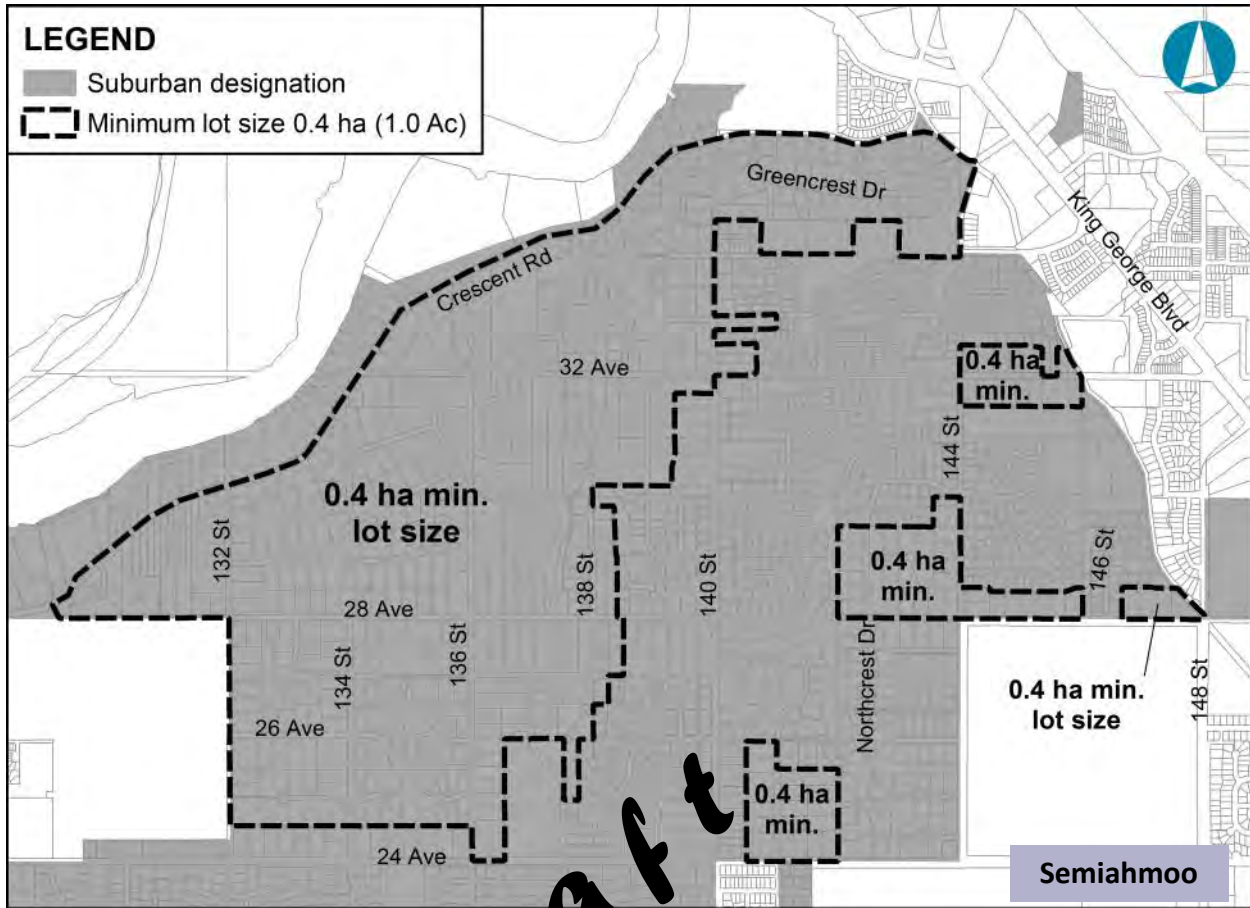 LEGEND
Suburban designation
Minimum lot size 0.4 ha (1.0 Ac)
Greencrest Dr
King George Blvd
Crescent Rd
32 Ave
0.4 ha
min.
144 St
0.4 ha min.
lot size
132 St
138 St
140 St
0.4 ha
min.
146 St
28 Ave
134 St
136 St
Northcrest Dr
0.4 ha min.
lot size
148 St
26 Ave
0.4 ha
min.
24 Ave
Semiahmoo